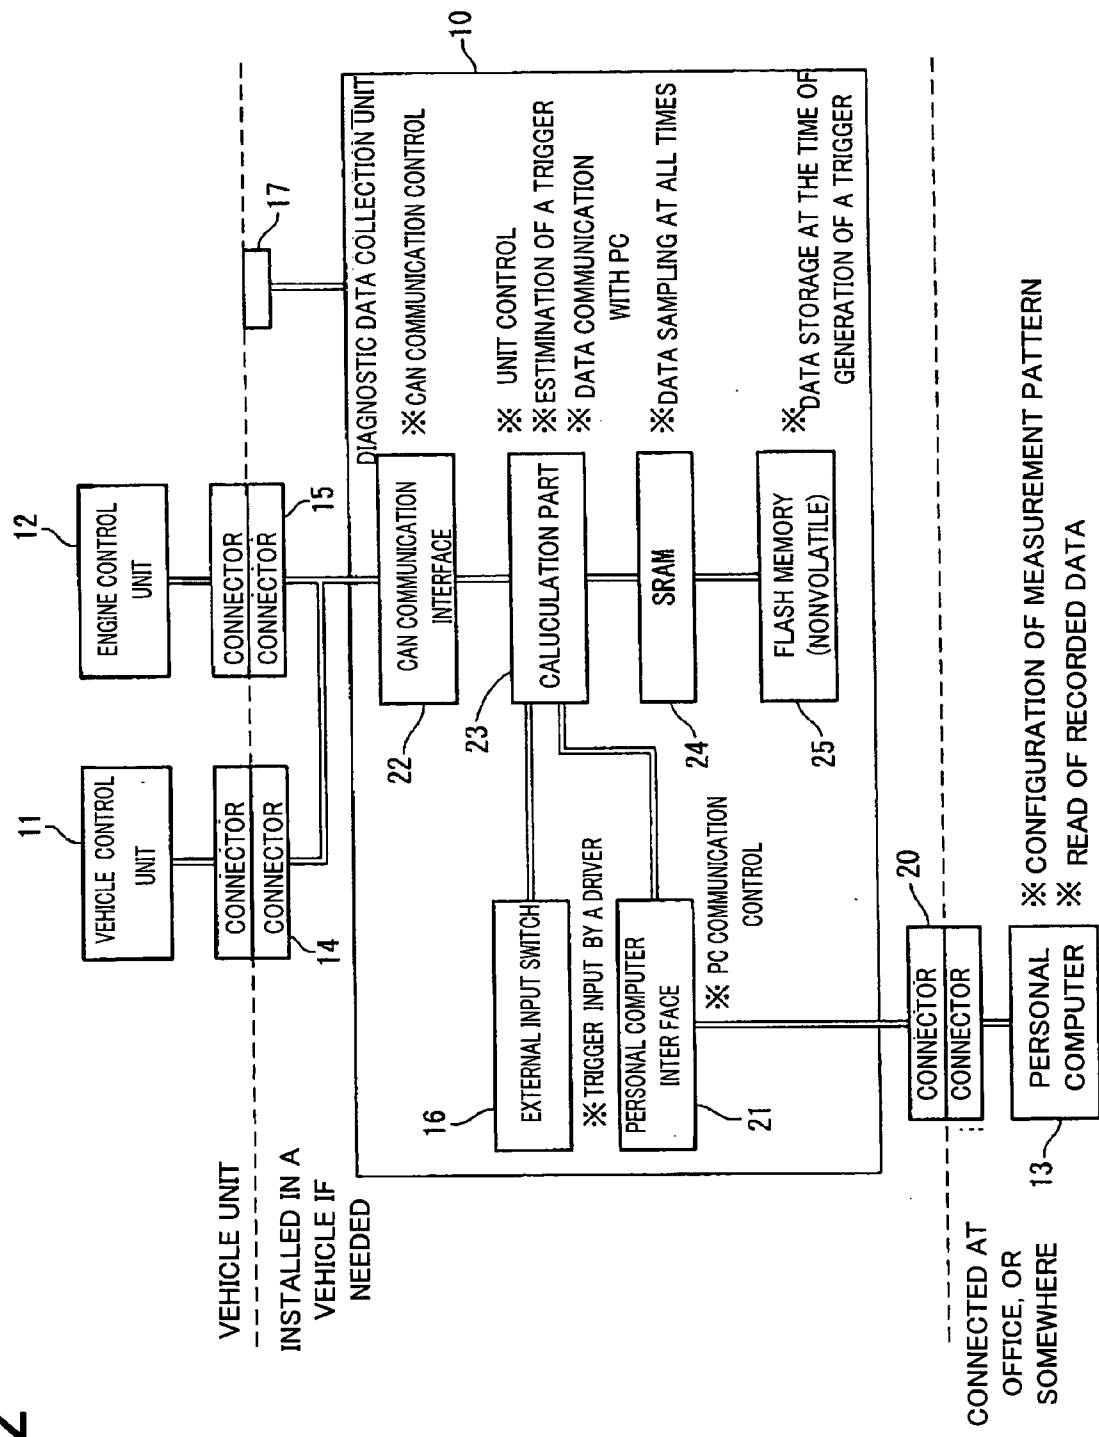 2
VEHICLE UNIT
INSTALLED IN A
VEHICLE IF
NEEDED
11
VEHICLE CONTROL
UNIT
12
ENGINE CONTROL
UNIT
CONNECTOR
CONNECTOR
14
CONNECTOR
CONNECTOR
15
17
10
DIAGNOSTIC DATA COLLECTION UNIT
CAN COMMUNICATION
INTERFACE
22
※CAN COMMUNICATION CONTROL
CALUCULATION PART
23
※ UNIT CONTROL
※ESTIMINATION OF A TRIGGER
※ DATA COMMUNICATION
WITH PC
SRAM
24
※DATA SAMPLING AT ALL TIMES
FLASH MEMORY
(NONVOLATILE)
25
※DATA STORAGE AT THE TIME OF
GENERATION OF A TRIGGER
16
EXTERNAL INPUT SWITCH
※TRIGGER INPUT BY A DRIVER
PERSONAL COMPUTER
INTERFACE
21
※ PC COMMUNICATION
CONTROL
20
CONNECTOR
CONNECTOR
CONNECTED AT
OFFICE, OR
SOMEWHERE
13
PERSONAL
COMPUTER
※ CONFIGURATION OF MEASUREMENT PATTERN
※ READ OF RECORDED DATA